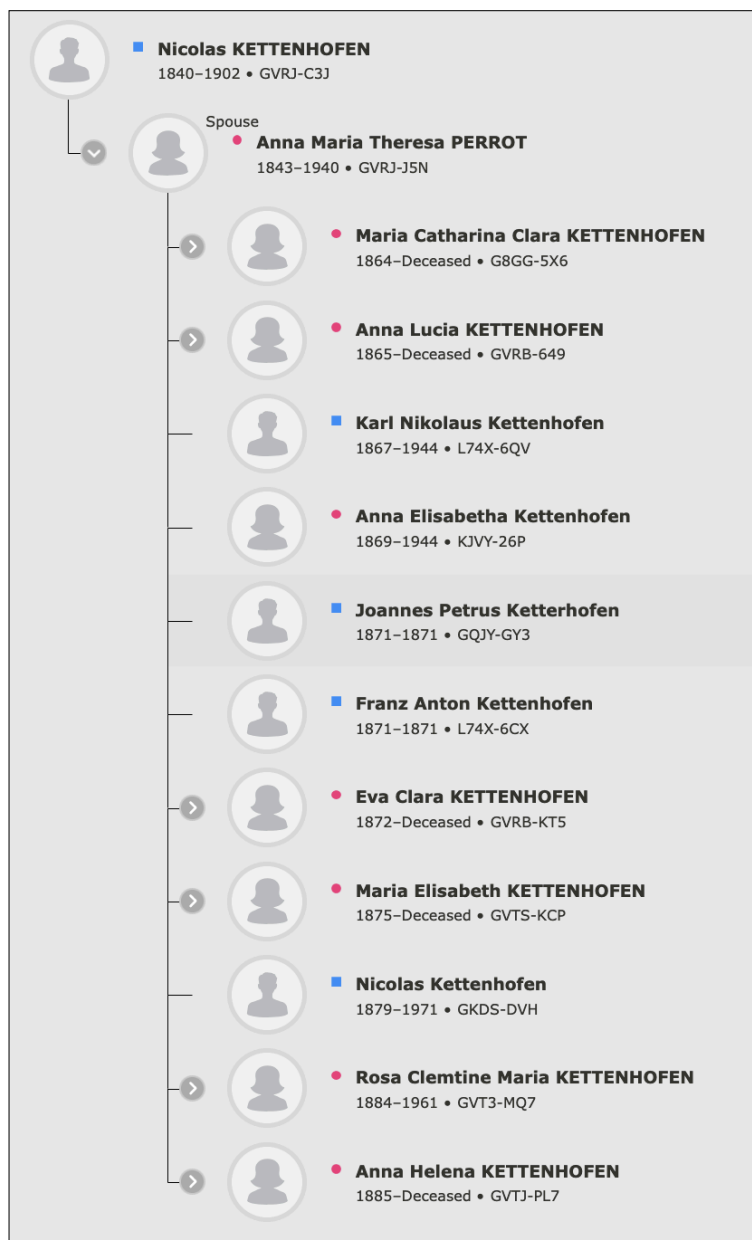 Nicolas KETTENHOFEN
1840–1902 • GVRJ-C3J
Spouse
Anna Maria Theresa PERROT
1843–1940 • GVRJ-J5N
Maria Catharina Clara KETTENHOFEN
1864–Deceased • G8GG-5X6
Anna Lucia KETTENHOFEN
1865–Deceased • GVRB-649
Karl Nikolaus Kettenhofen
1867–1944 • L74X-6QV
Anna Elisabetha Kettenhofen
1869–1944 • KJVY-26P
Joannes Petrus Ketterhofen
1871–1871 • GQJY-GY3
Franz Anton Kettenhofen
1871–1871 • L74X-6CX
Eva Clara KETTENHOFEN
1872–Deceased • GVRB-KT5
Maria Elisabeth KETTENHOFEN
1875–Deceased • GVTS-KCP
Nicolas Kettenhofen
1879–1971 • GKDS-DVH
Rosa Clemtine Maria KETTENHOFEN
1884–1961 • GVT3-MQ7
Anna Helena KETTENHOFEN
1885–Deceased • GVTJ-PL7